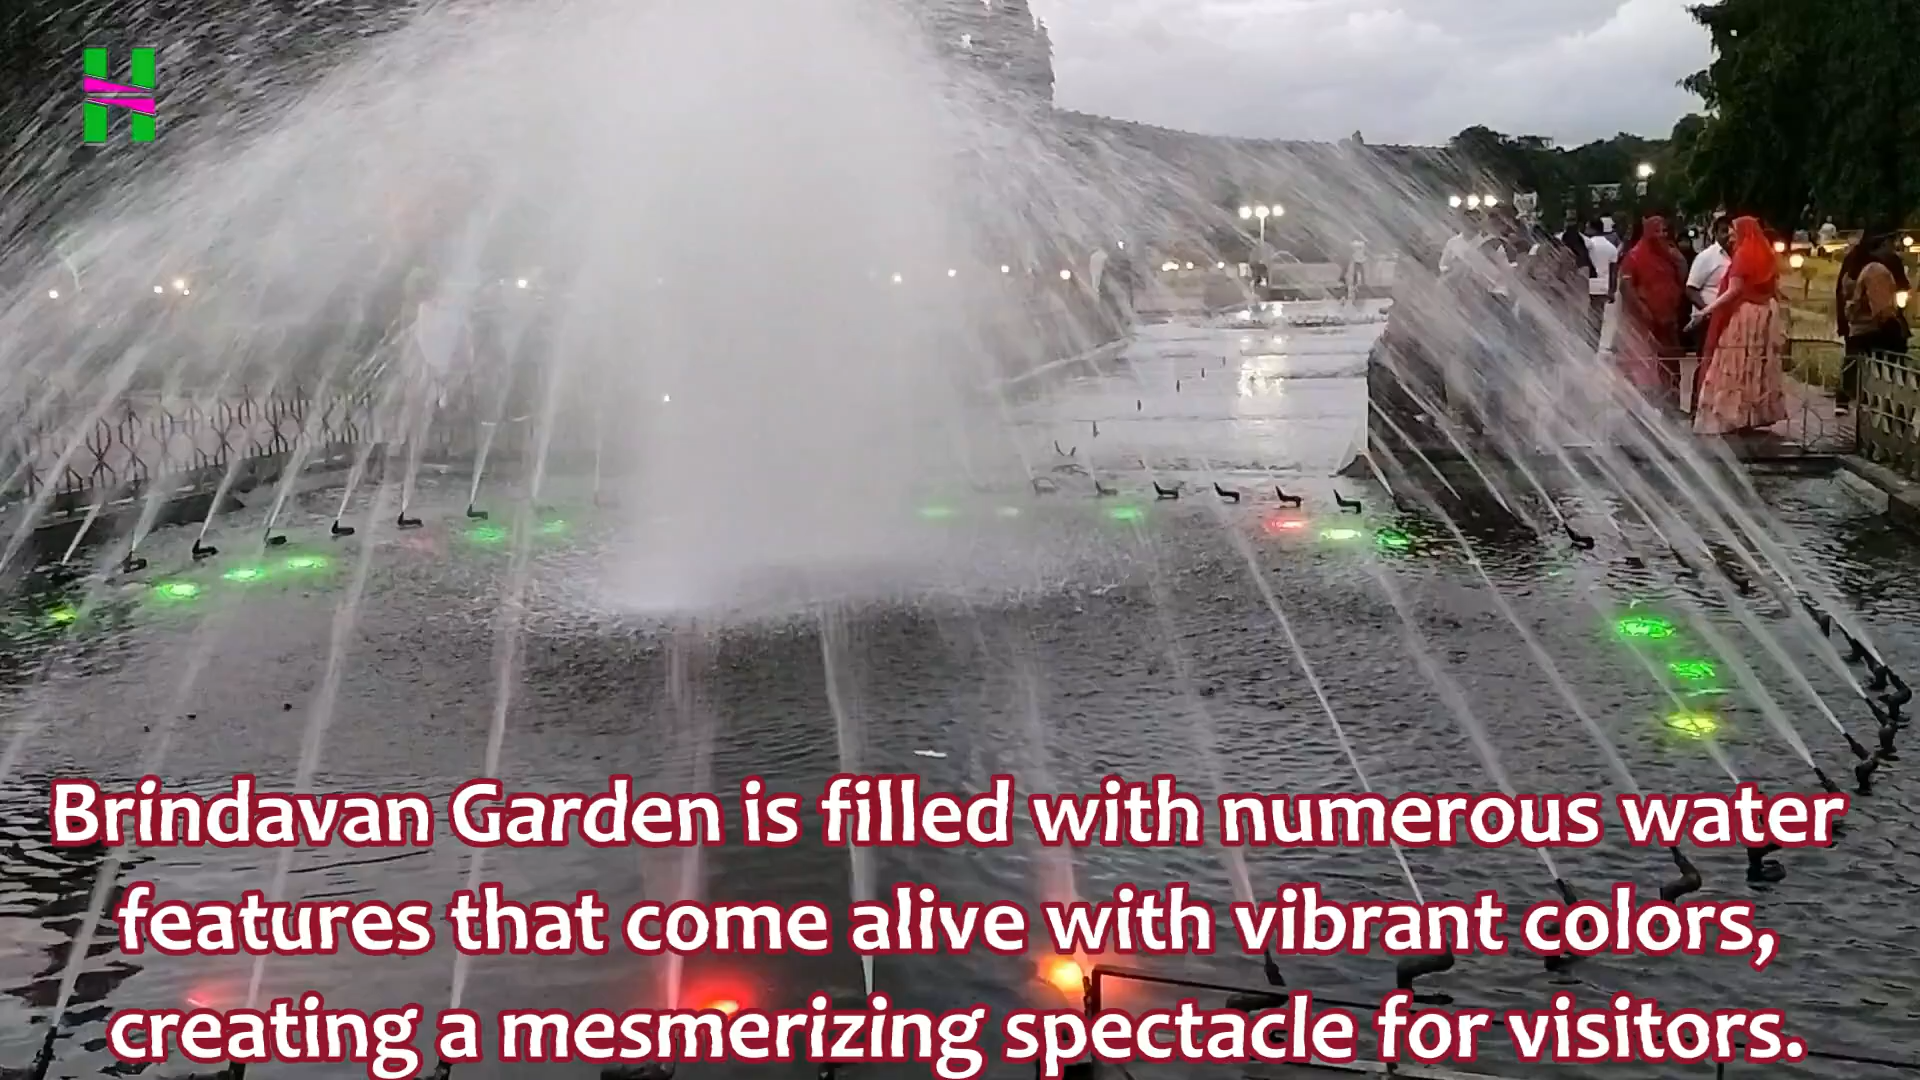 H
Brindavan Garden is filled with numerous water
features that come alive with vibrant colors,
creating a mesmerizing spectacle for visitors.